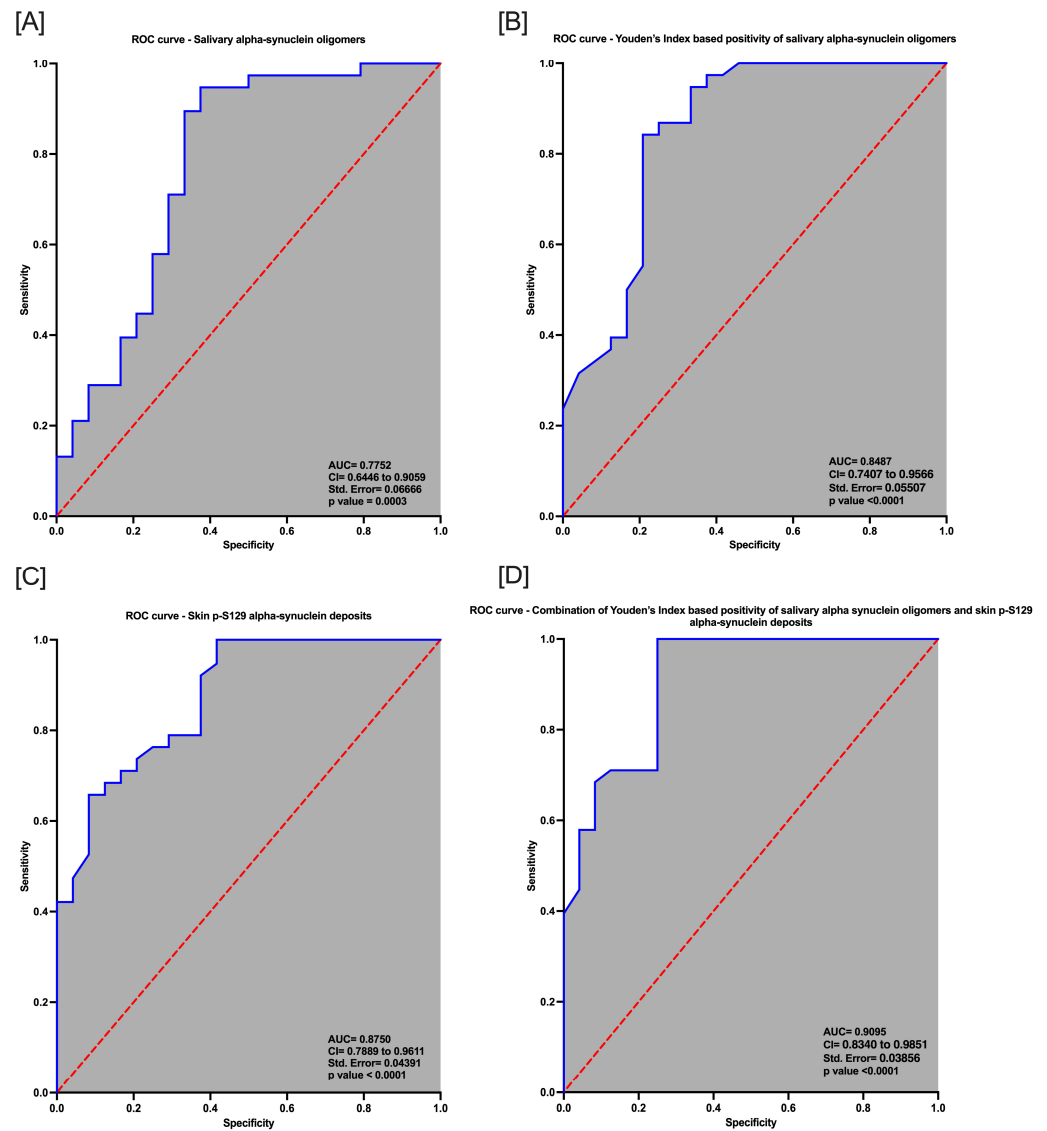 [A]
ROC curve - Salivary alpha-synuclein oligomers
1.0
0.8
0.6
0.4
0.2
0.0
Sensitivity
0.0 0.2 0.4 0.6 0.8 1.0
Specificity
AUC= 0.7752
CI= 0.6446 to 0.9059
Std. Error= 0.06666
p value = 0.0003
[B]
ROC curve - Youden's Index based positivity of salivary alpha-synuclein oligomers
1.0
0.8
0.6
0.4
0.2
0.0
Sensitivity
0.0 0.2 0.4 0.6 0.8 1.0
Specificity
AUC= 0.8487
CI= 0.7407 to 0.9566
Std. Error= 0.05507
p value <0.0001
[C]
ROC curve - Skin p-S129 alpha-synuclein deposits
1.0
0.8
0.6
0.4
0.2
0.0
Sensitivity
0.0 0.2 0.4 0.6 0.8 1.0
Specificity
AUC= 0.8750
CI= 0.7889 to 0.9611
Std. Error= 0.04391
p value < 0.0001
[D]
ROC curve - Combination of Youden's Index based positivity of salivary alpha synuclein oligomers and skin p-S129
alpha-synuclein deposits
1.0
0.8
0.6
0.4
0.2
0.0
Sensitivity
0.0 0.2 0.4 0.6 0.8 1.0
Specificity
AUC= 0.9095
CI= 0.8340 to 0.9851
Std. Error= 0.03856
p value <0.0001